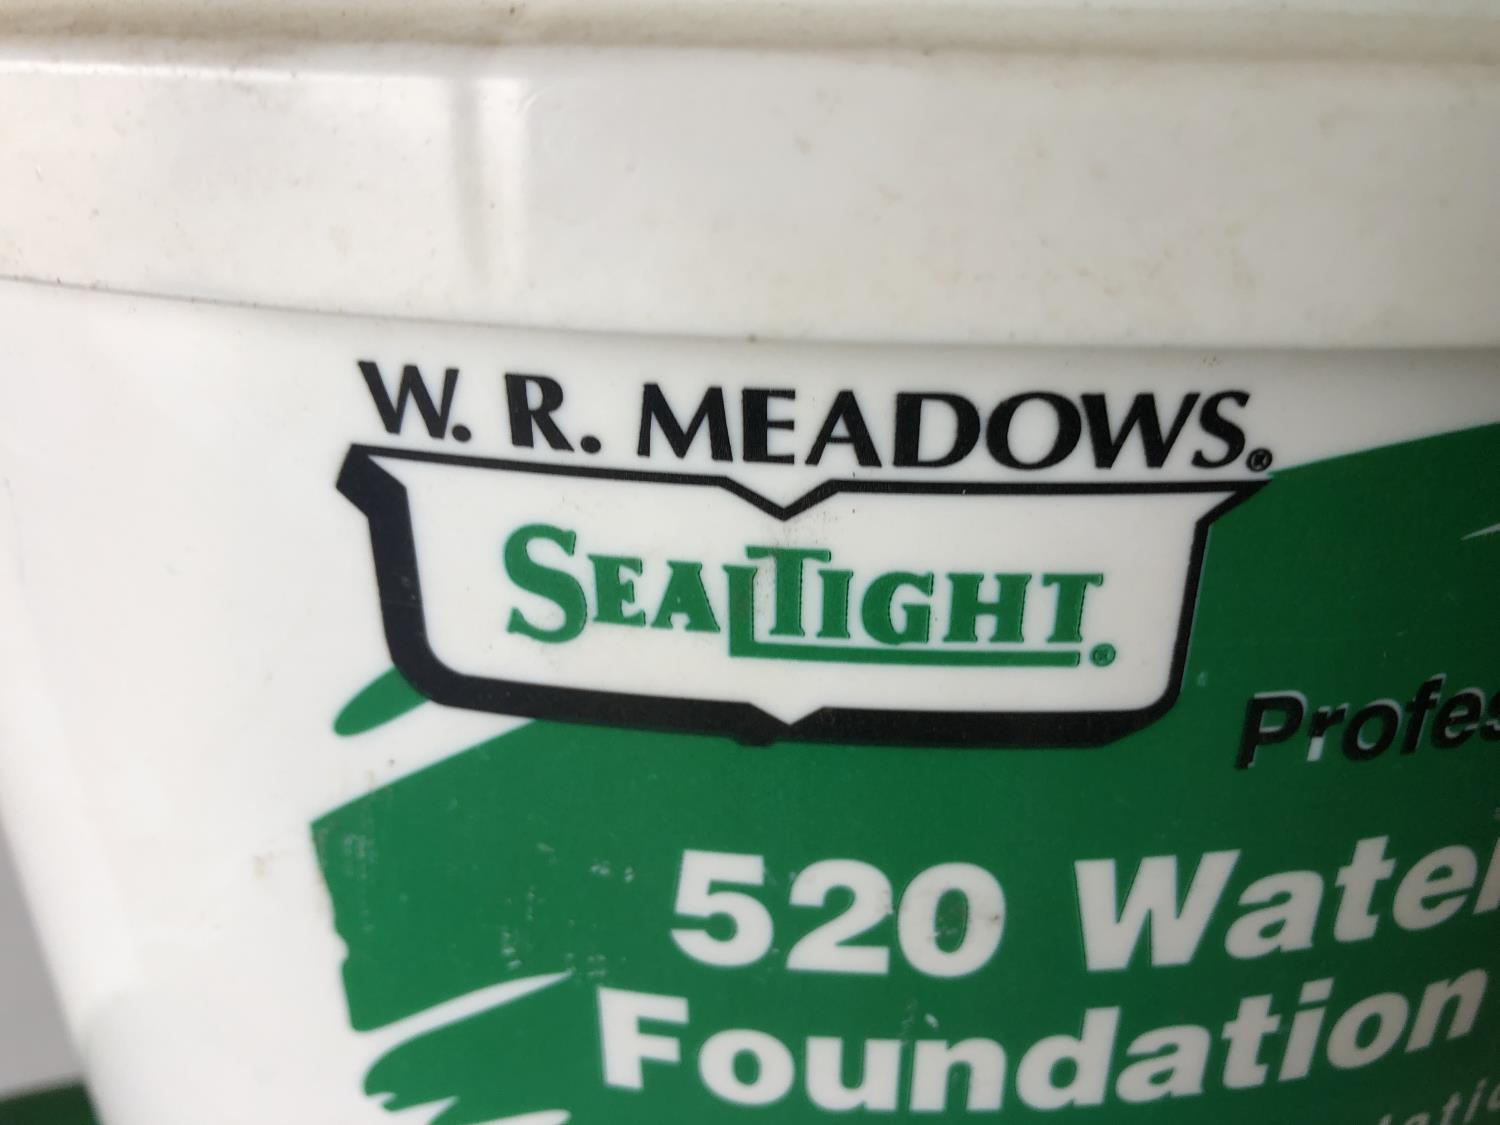 W. R. MEADOWS.®
SEALTIGHT®
Profes
520 Wate
Foundation